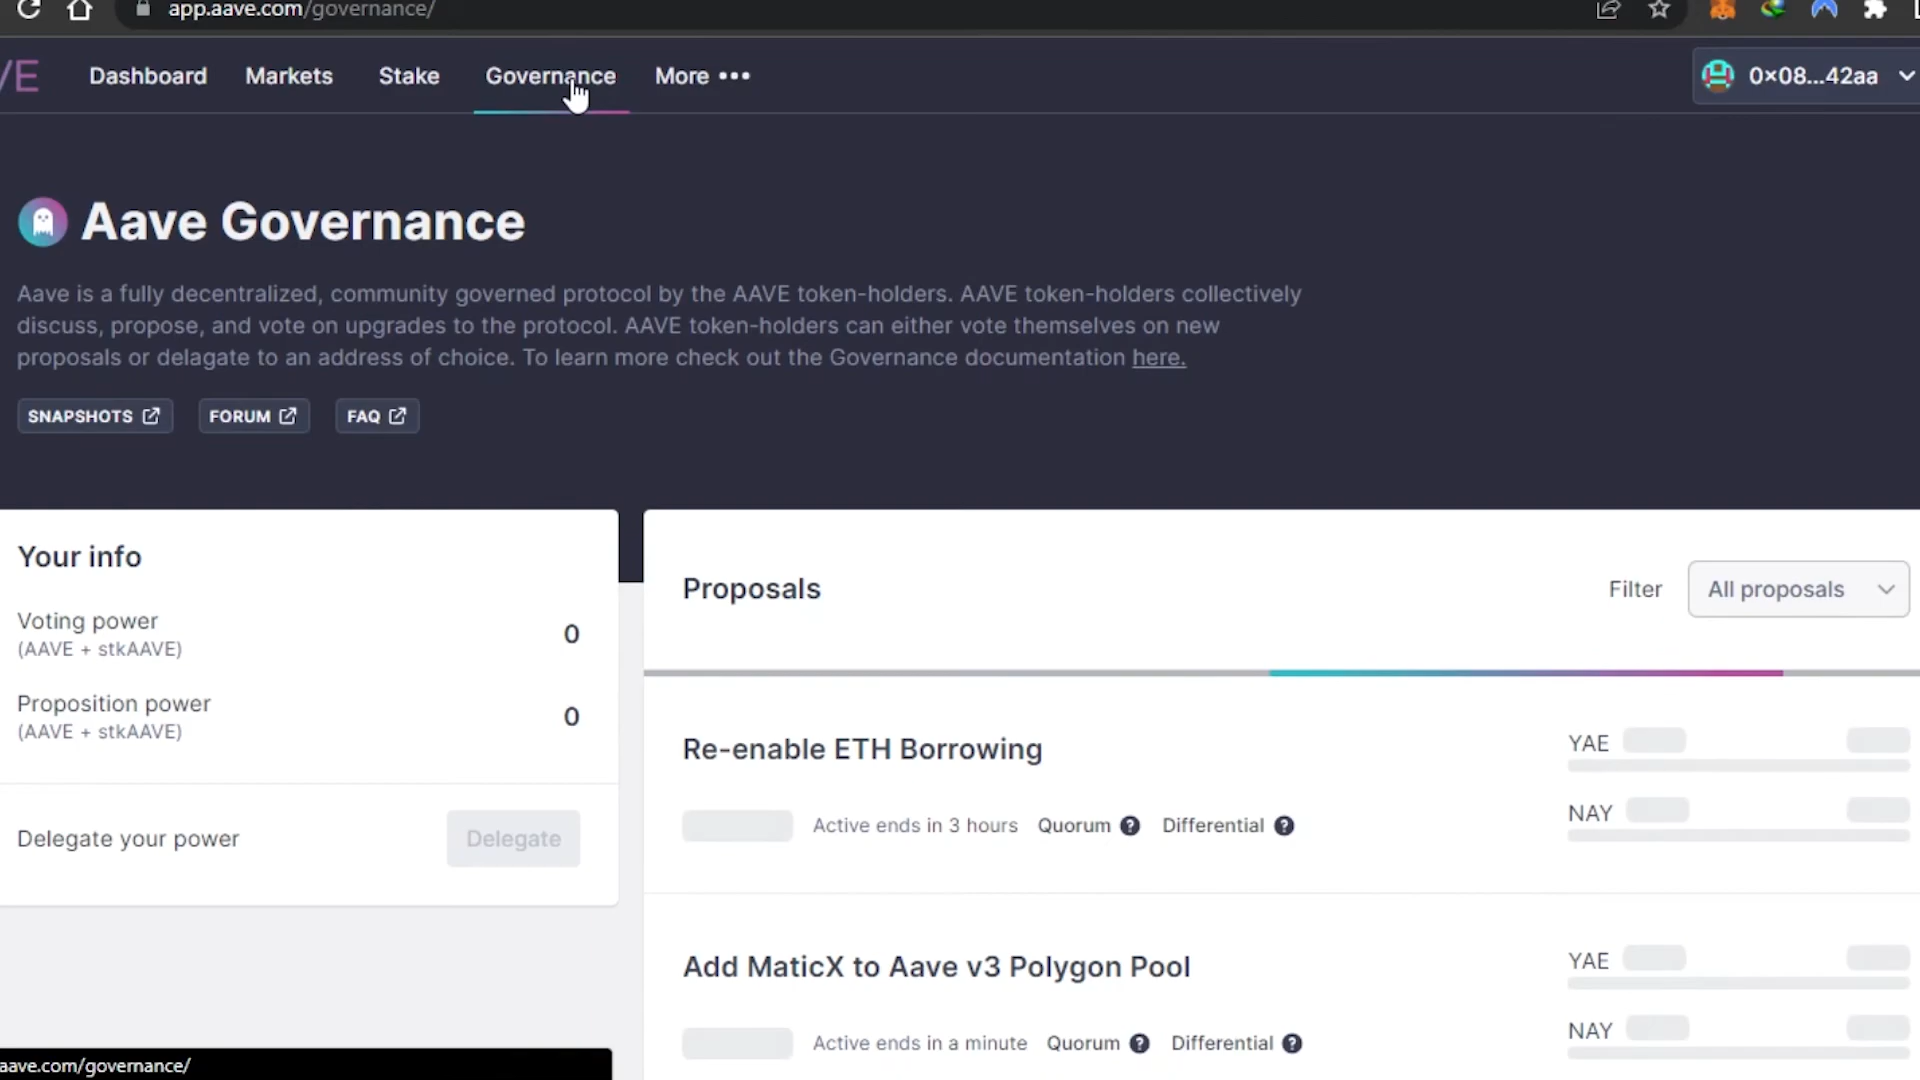 app.aave.com/governance/
VE Dashboard Markets Stake Governance More ••• 0×08...42aa
Aave Governance
Aave is a fully decentralized, community governed protocol by the AAVE token-holders. AAVE token-holders collectively
discuss, propose, and vote on upgrades to the protocol. AAVE token-holders can either vote themselves on new
proposals or delagate to an address of choice. To learn more check out the Governance documentation here.
SNAPSHOTS FORUM FAQ
Your info
Voting power
(AAVE + stkAAVE)
0
Proposition power
(AAVE + stkAAVE)
0
Delegate your power Delegate
Proposals Filter All proposals
Re-enable ETH Borrowing
Active ends in 3 hours Quorum ? Differential ?
YAE
NAY
Add MaticX to Aave v3 Polygon Pool
Active ends in a minute Quorum ? Differential ?
YAE
NAY
aave.com/governance/